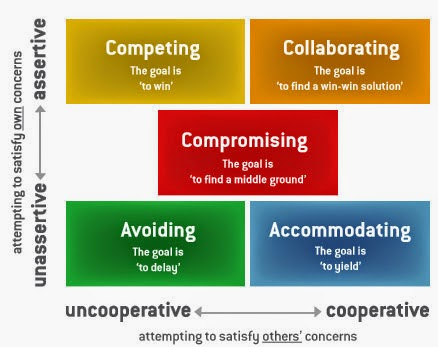 Competing
The goal is
'to win'
Collaborating
The goal is
'to find a win-win solution'
Compromising
The goal is
'to find a middle ground'
Avoiding
The goal is
'to delay'
Accommodating
The goal is
'to yield'
attempting to satisfy own concerns
assertive
unassertive
uncooperative
cooperative
attempting to satisfy others' concerns